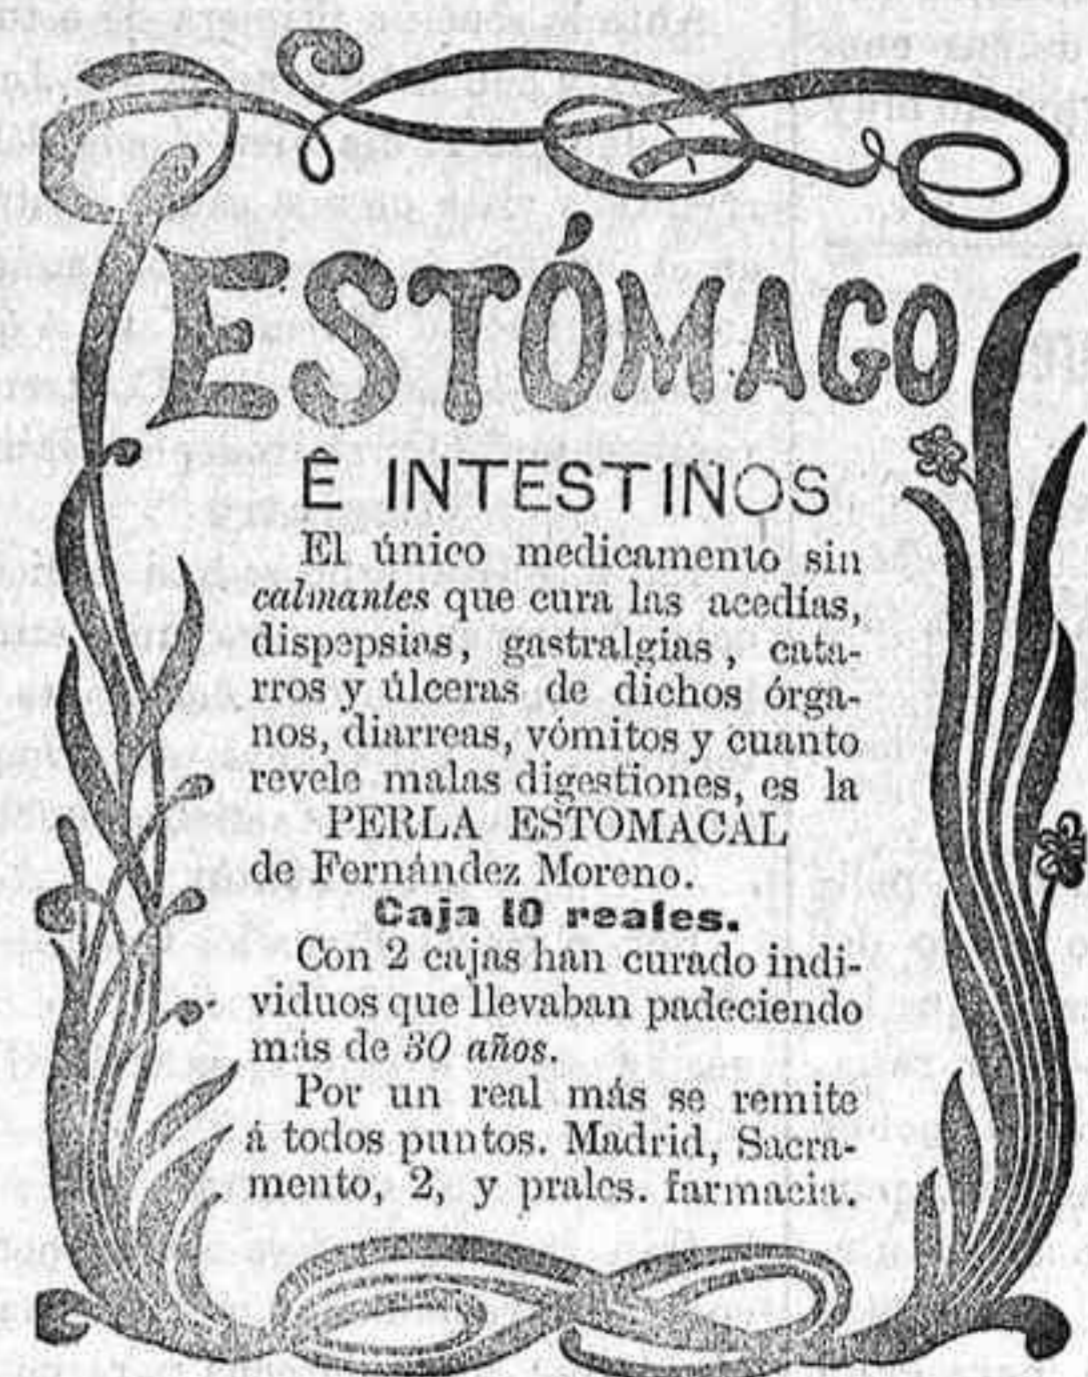 ESTÓMAGO
Ê INTESTINOS
El único medicamento sin
calmantes que cura las acedías,
dispepsias, gastralgias, cata-
rros y úlceras de dichos órga-
nos, diarreas, vómitos y cuanto
revele malas digestiones, es la
PERLA ESTOMACAL
de Fernández Moreno.
Caja 10 reales.
Con 2 cajas han curado indi-
viduos que llevaban padeciendo
más de 30 años.
Por un real más se remite
á todos puntos. Madrid, Sacra-
mento, 2, y prales. farmacia.